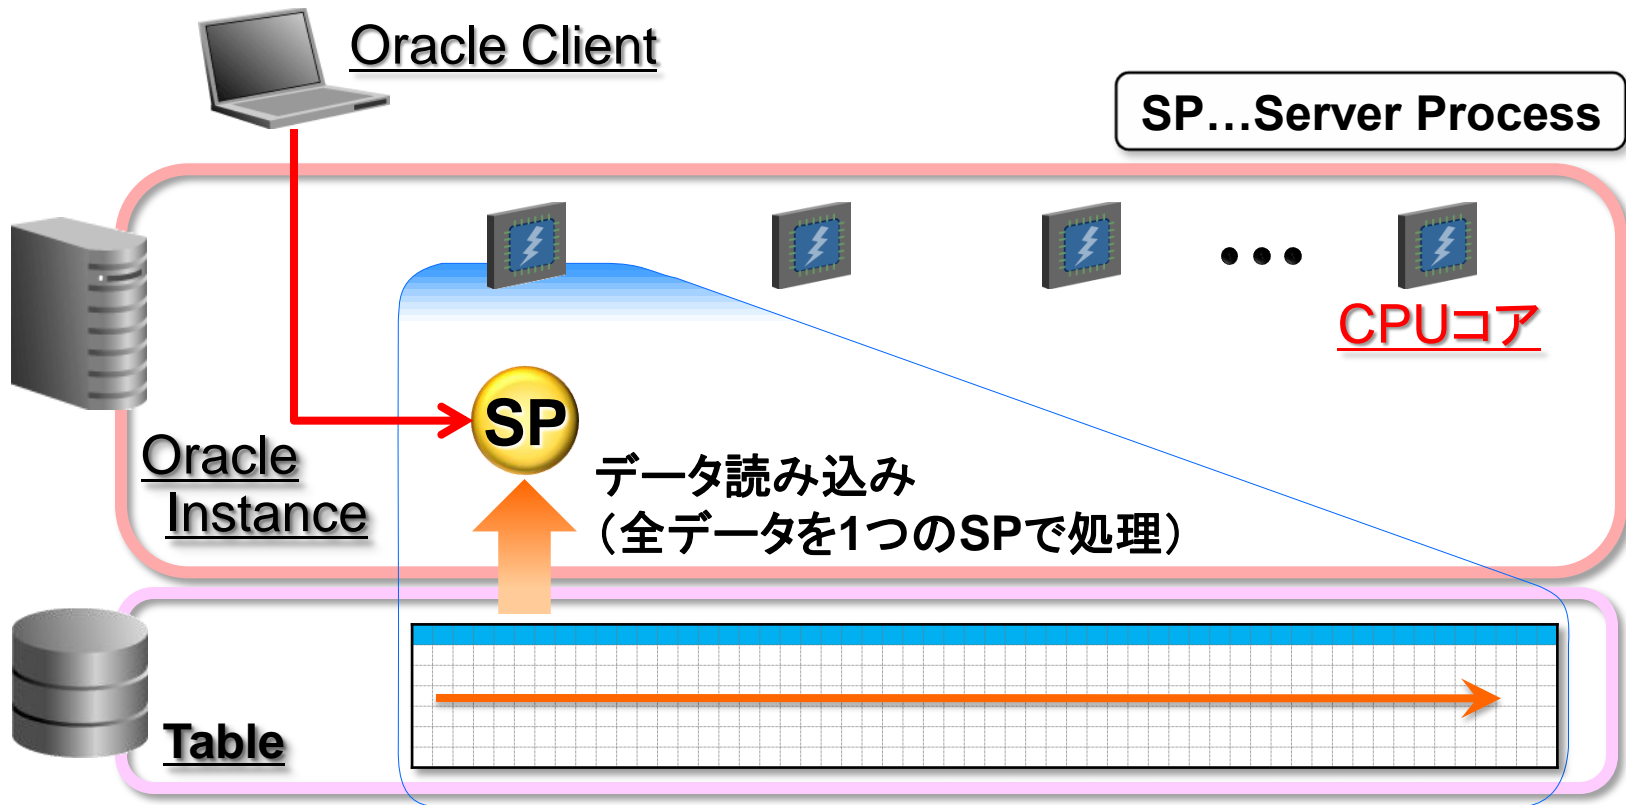 Oracle Client
SP…Server Process
CPUコア
SP
Oracle
Instance
データ読み込み
（全データを1つのSPで処理）
Table